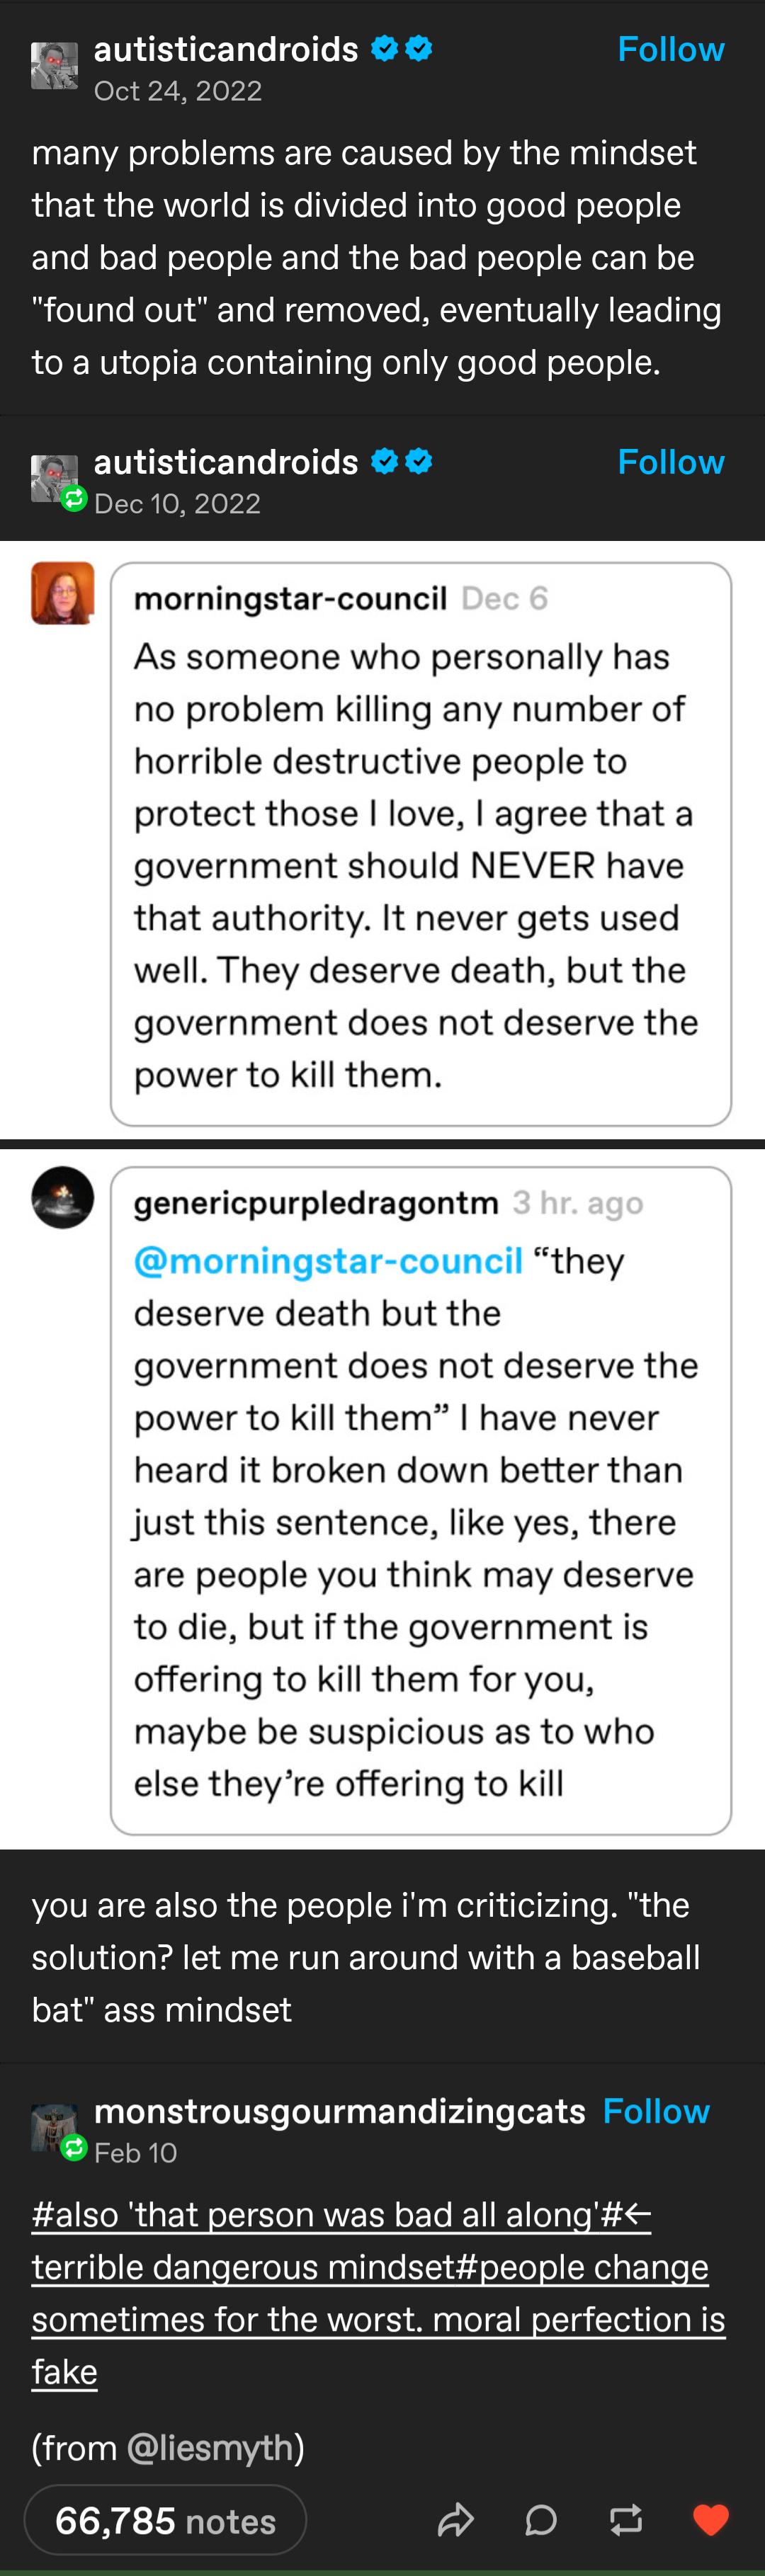 autisticandroids Follow
Oct 24, 2022
many problems are caused by the mindset
that the world is divided into good people
and bad people and the bad people can be
"found out" and removed, eventually leading
to a utopia containing only good people.
autisticandroids Follow
Dec 10, 2022
morningstar-council Dec 6
As someone who personally has
no problem killing any number of
horrible destructive people to
protect those I love, I agree that a
government should NEVER have
that authority. It never gets used
well. They deserve death, but the
government does not deserve the
power to kill them.
genericpurpledragontm 3 hr. ago
@morningstar-council “they
deserve death but the
government does not deserve the
power to kill them” I have never
heard it broken down better than
just this sentence, like yes, there
are people you think may deserve
to die, but if the government is
offering to kill them for you,
maybe be suspicious as to who
else they’re offering to kill
you are also the people i'm criticizing. "the
solution? let me run around with a baseball
bat" ass mindset
monstrousgourmandizingcats Follow
Feb 10
#also 'that person was bad all along'#←
terrible dangerous mindset#people change
sometimes for the worst. moral perfection is
fake
(from @liesmyth)
66,785 notes